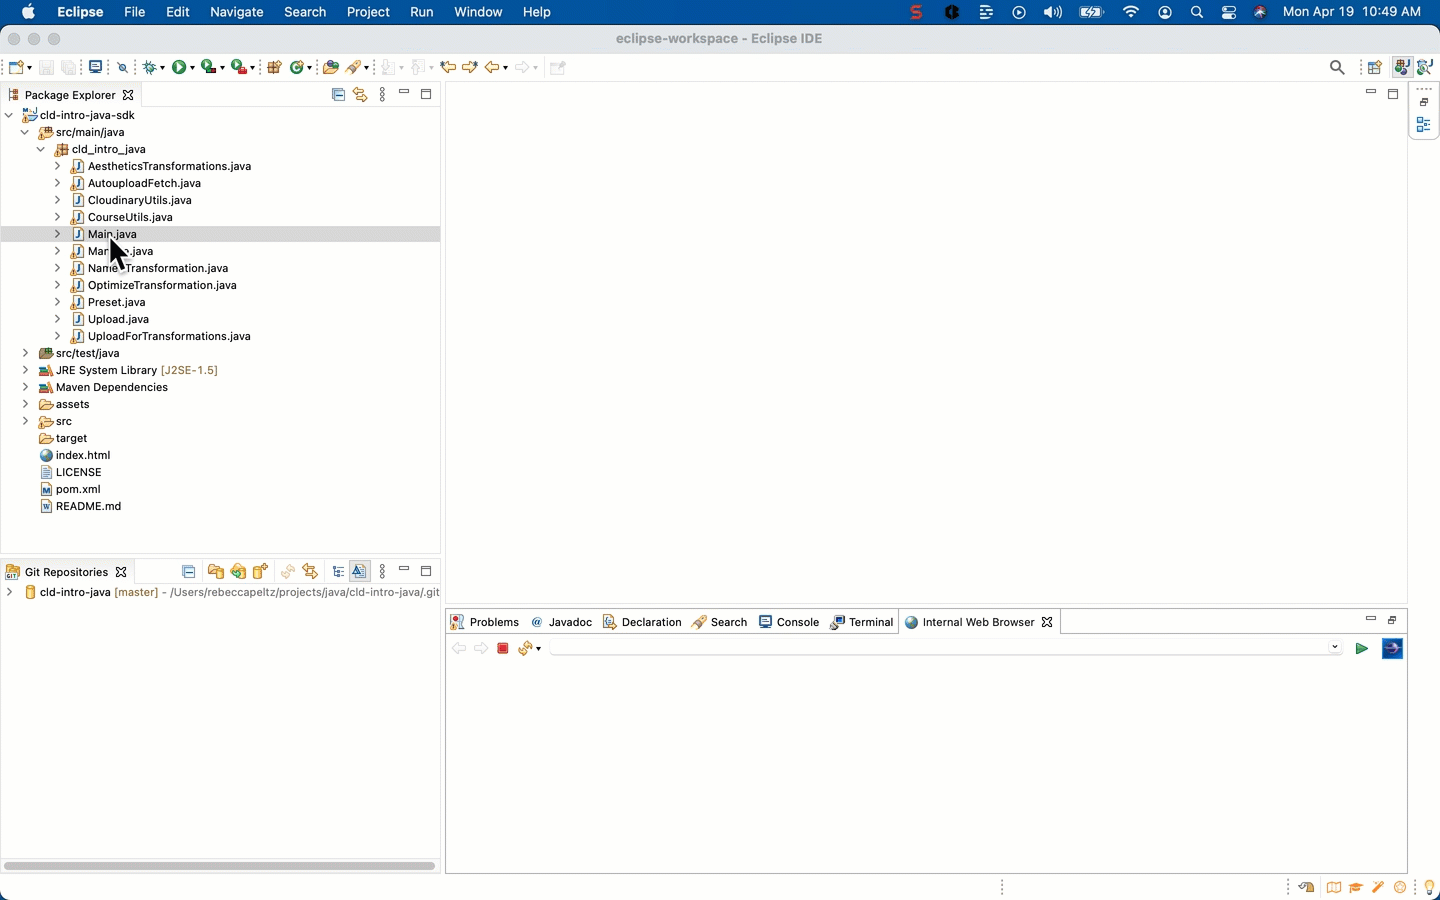 Eclipse File Edit Navigate Search Project Run Window Help Mon Apr 19 10:49 AM
eclipse-workspace - Eclipse IDE
Package Explorer
cld-intro-java-sdk
src/main/java
cld_intro_java
AestheticsTransformations.java
AutouploadFetch.java
CloudinaryUtils.java
CourseUtils.java
Main.java
.java
Transformation.java
OptimizeTransformation.java
Preset.java
Upload.java
UploadForTransformations.java
src/test/java
JRE System Library [J2SE-1.5]
Maven Dependencies
assets
src
target
index.html
LICENSE
pom.xml
README.md
Git Repositories
cld-intro-java [master] - /Users/rebeccapeltz/projects/java/cld-intro-java/.git
Problems Javadoc Declaration Search Console Terminal Internal Web Browser